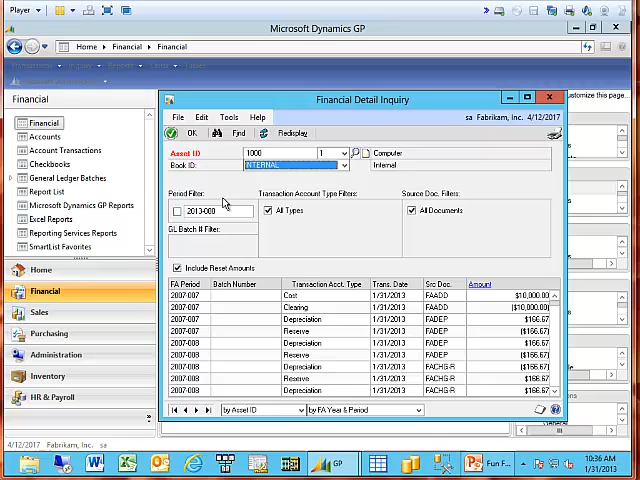 Player
Microsoft Dynamics GP
Home Financial Financial
Customize this page...
Financial
Financial
Accounts
Account Transactions
Checkbooks
General Ledger Batches
Report List
Microsoft Dynamics GP Reports
Excel Reports
Reporting Services Reports
SmartList Favorites
Home
Financial
Sales
Purchasing
Administration
Inventory
HR & Payroll
Financial Detail Inquiry
File Edit Tools Help
sa Fabrikam, Inc. 4/12/2017
OK Find Redisplay
Asset ID 1000 1 Computer
Book ID: INTERNAL Internal
Period Filter: Transaction Account Type Filters: Source Doc. Filters:
2013-000 All Types All Documents
GL Batch # Filter:
Include Reset Amounts
FA Period Batch Number Transaction Acct. Type Trans. Date Src Doc. Amount
2007-007 Cost 1/31/2013 FAADD $10,000.00
2007-007 Clearing 1/31/2013 FAADD ($10,000.00
2007-007 Depreciation 1/31/2013 FADEP $166.67
2007-007 Reserve 1/31/2013 FADEP ($166.67
2007-008 Depreciation 1/31/2013 FADEP $166.67
2007-008 Reserve 1/31/2013 FADEP ($166.67
2007-008 Depreciation 1/31/2013 FACHG-R ($166.67
2007-008 Reserve 1/31/2013 FACHG-R $166.67
2007-008 Depreciation 1/31/2013 FACHG-R $166.67
by Asset ID by FA Year & Period
4/12/2017 Fabrikam, Inc. sa
GP Fun F...
10:36 AM
1/31/2013